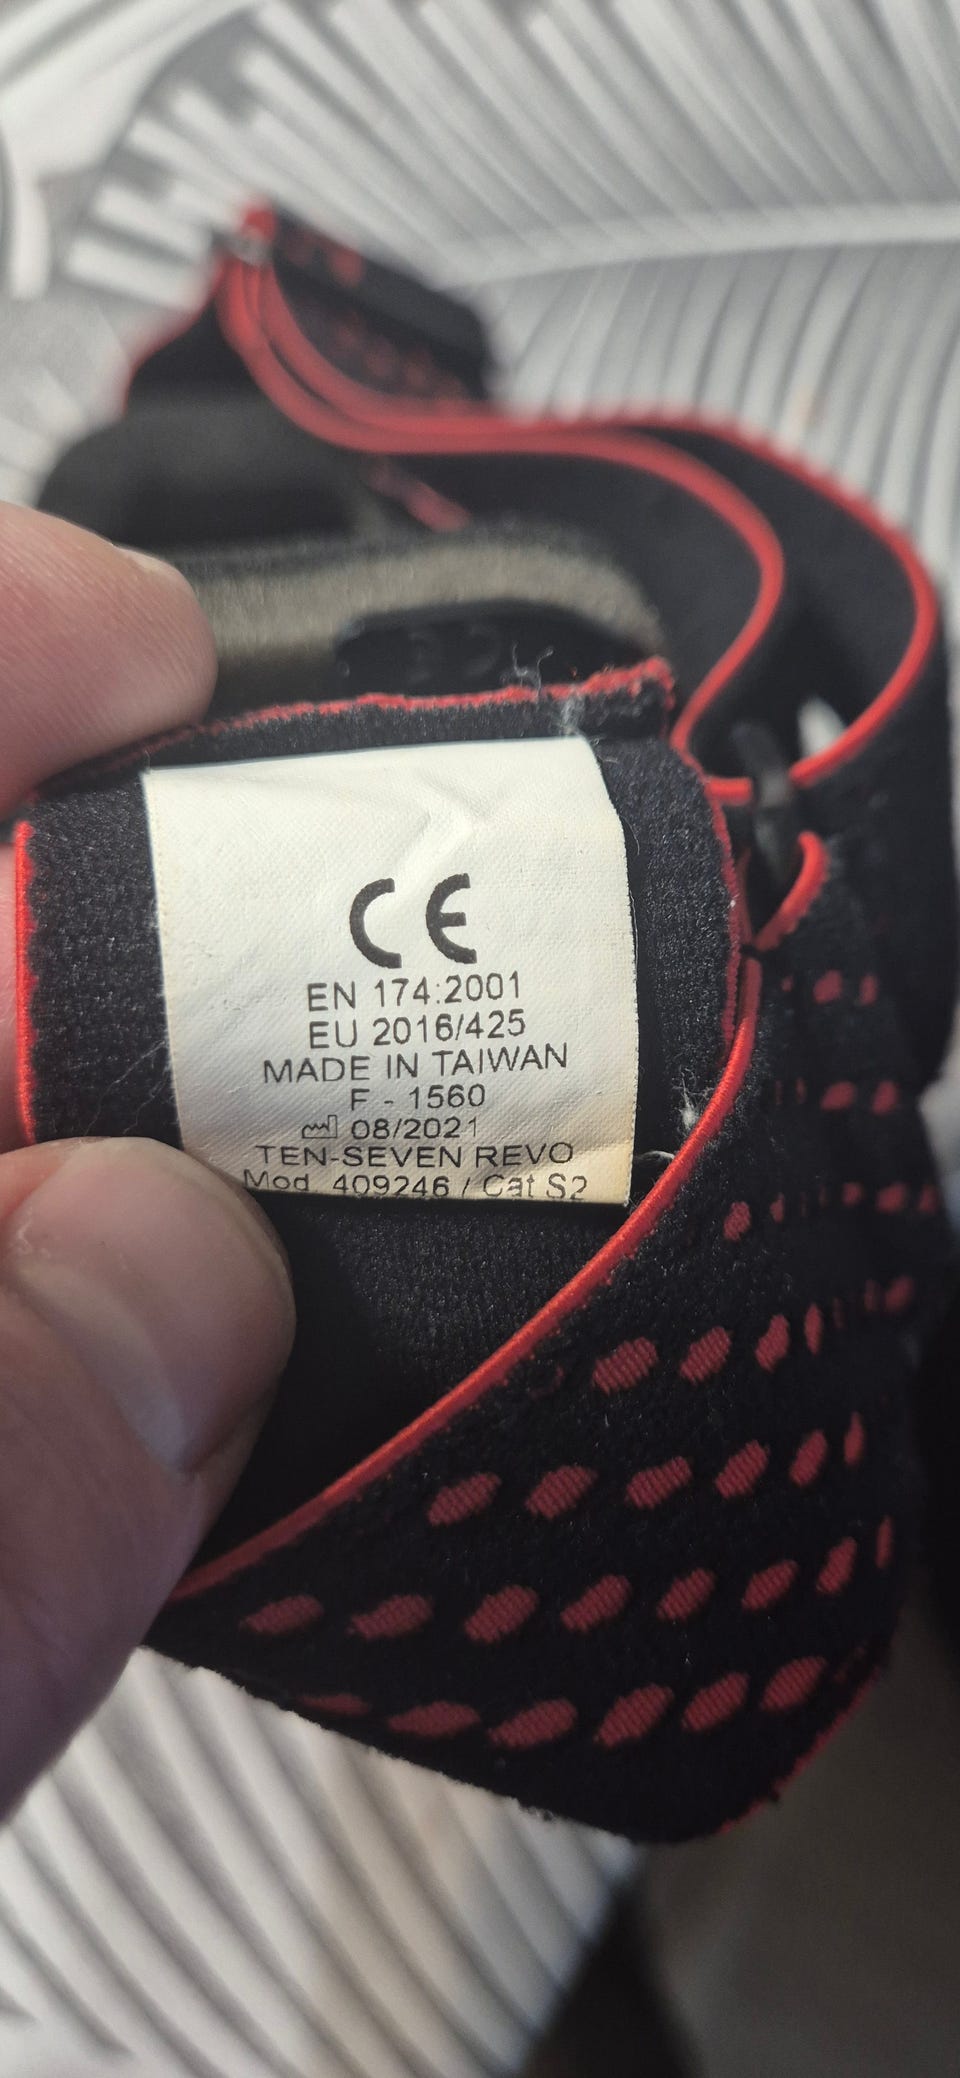 CE
EN 174:2001
EU 2016/425
MADE IN TAIWAN
F - 1560
08/2021
TEN-SEVEN REVO
Mod. 409246 / Cat S2